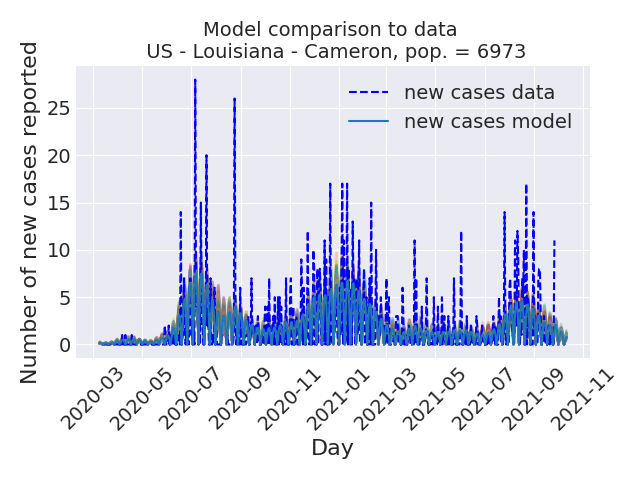 Model comparison to data
US - Louisiana - Cameron, pop. = 6973
Number of new cases reported
25
20
15
10
5
0
new cases data
new cases model
2020-03
2020-05
2020-07
2020-09
2020-11
2021-01
2021-03
2021-05
2021-07
2021-09
2021-11
Day